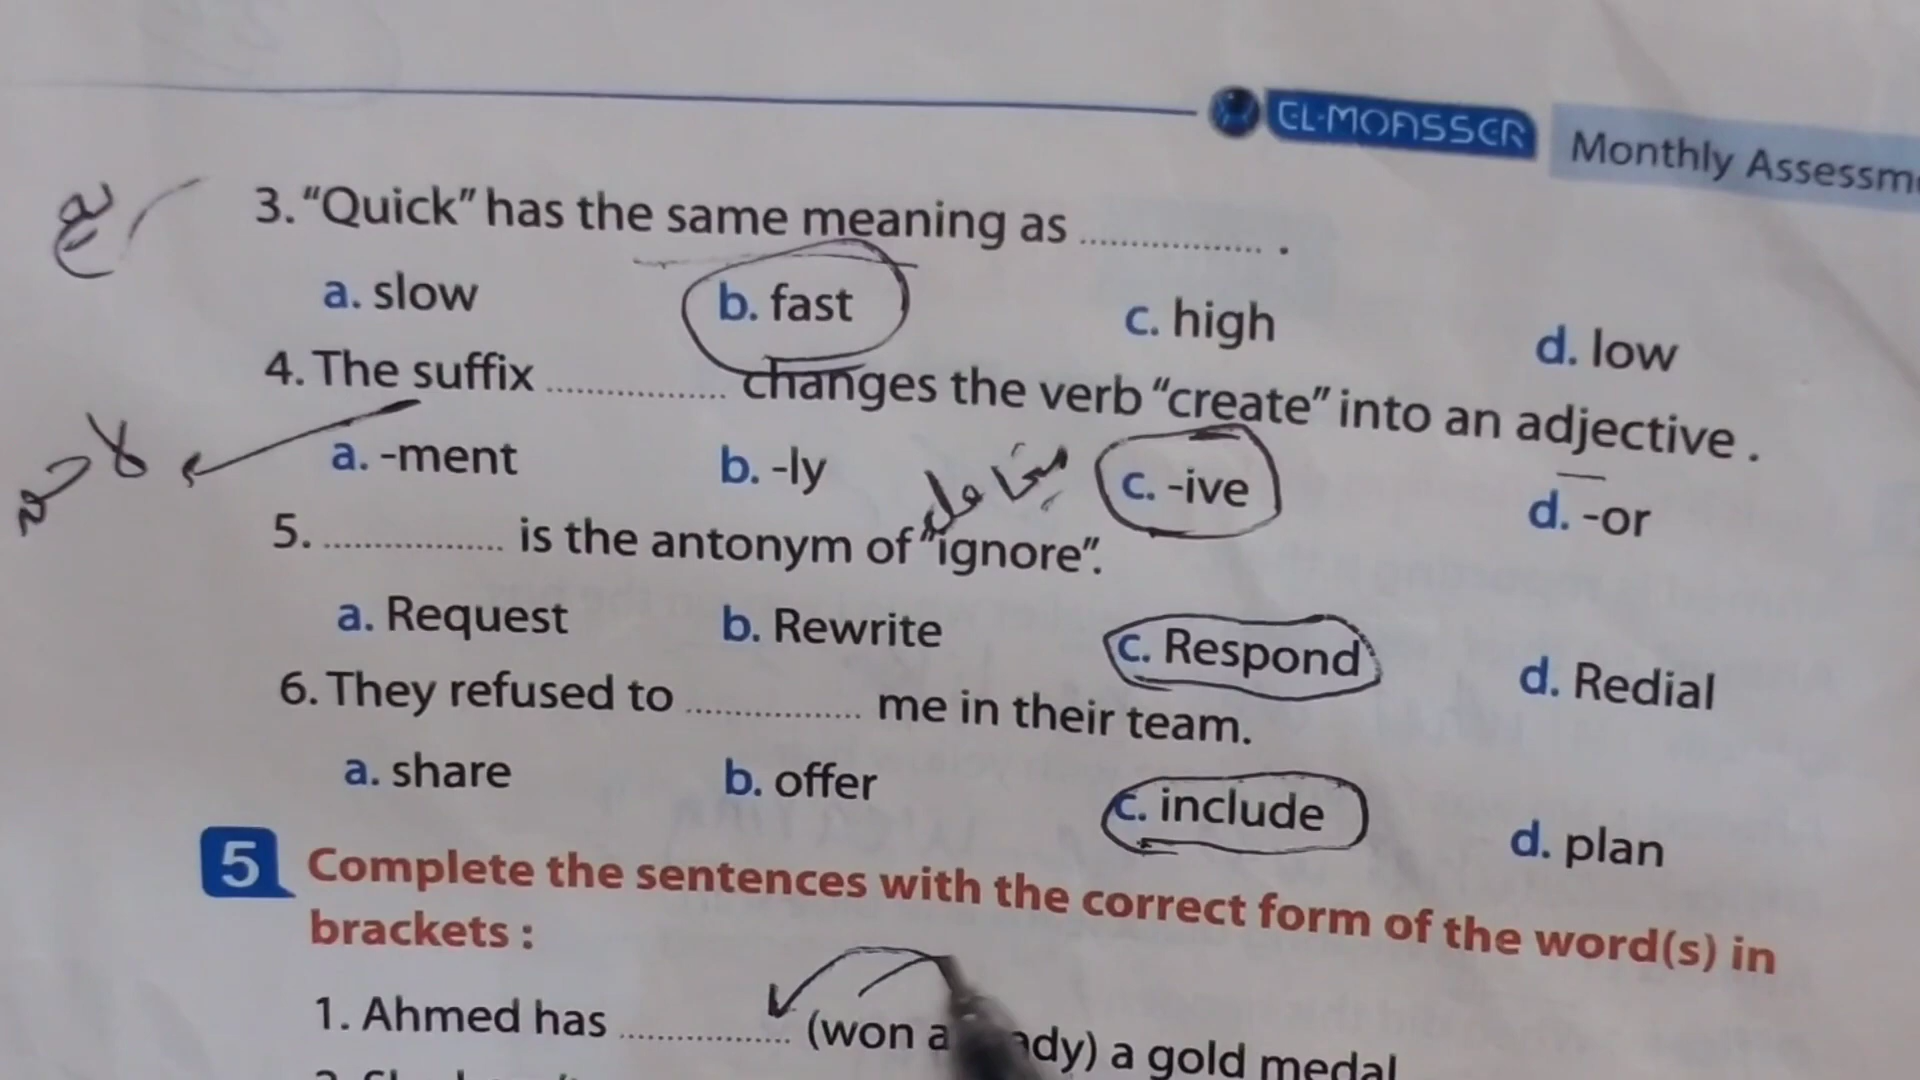 EL-MOASSER Monthly Assessm
3. “Quick” has the same meaning as ................. .
a. slow b. fast c. high d. low
4. The suffix ................. changes the verb “create” into an adjective .
لاحقة
a. -ment b. -ly c. -ive d. -or
يتجاهل
5. ................. is the antonym of “ignore”.
a. Request b. Rewrite c. Respond d. Redial
6. They refused to ................. me in their team.
a. share b. offer c. include d. plan
5 Complete the sentences with the correct form of the word(s) in
brackets :
1. Ahmed has ................. (won a ady) a gold medal